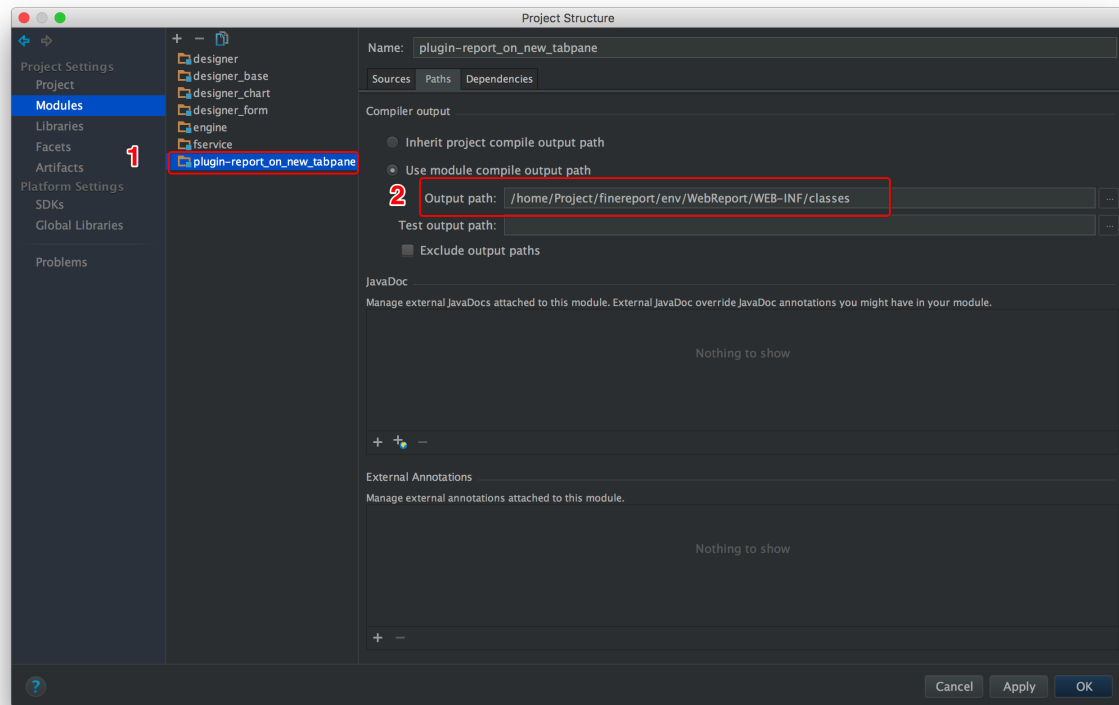 Project Structure
Project Settings
Project
Modules
Libraries
Facets
Artifacts
Platform Settings
SDKs
Global Libraries
Problems
1
designer
designer_base
designer_chart
designer_form
engine
fservice
plugin-report_on_new_tabpane
Name: plugin-report_on_new_tabpane
Sources Paths Dependencies
Compiler output
Inherit project compile output path
Use module compile output path
2
Output path: /home/Project/finereport/env/WebReport/WEB-INF/classes ...
Test output path: ...
Exclude output paths
JavaDoc
Manage external JavaDocs attached to this module. External JavaDoc override JavaDoc annotations you might have in your module.
Nothing to show
External Annotations
Manage external annotations attached to this module.
Nothing to show
?
Cancel Apply OK